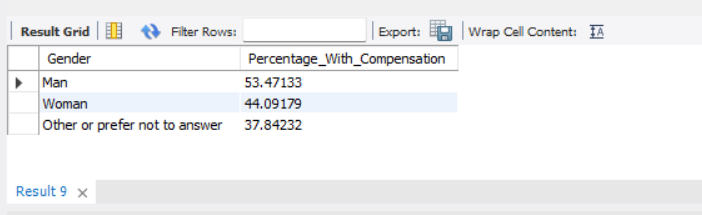 Result Grid Filter Rows: Export: Wrap Cell Content: IA
Gender Percentage_With_Compensation
Man 53.47133
Woman 44.09179
Other or prefer not to answer 37.84232
Result 9 ×